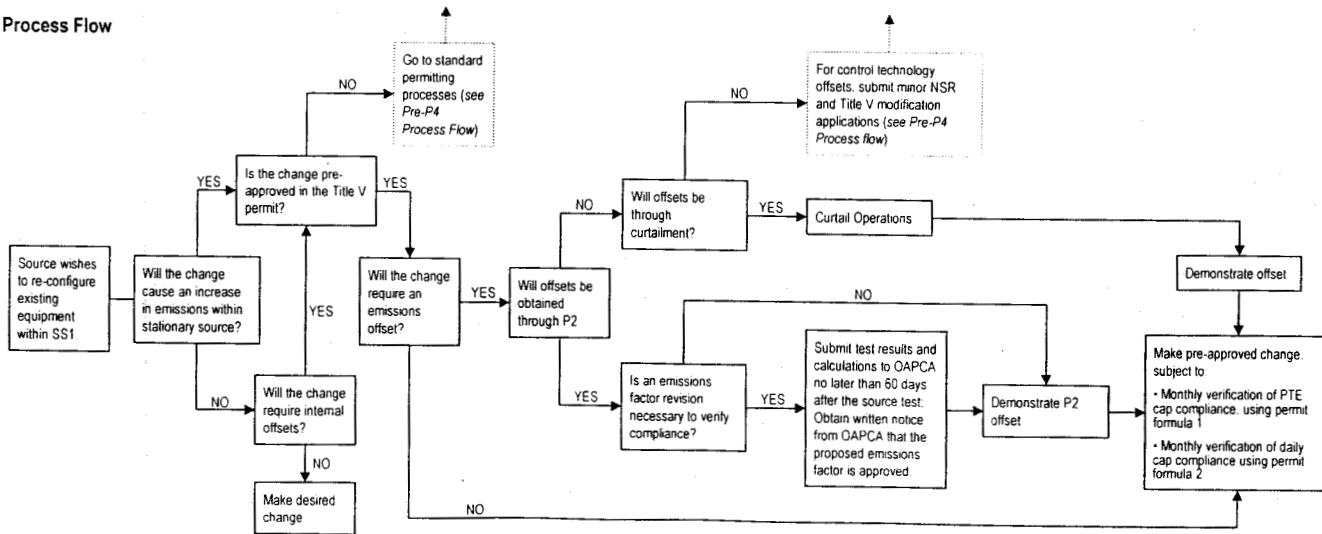 Process Flow
Go to standard
permitting
processes (see
Pre-P4
Process Flow)
NO
For control technology
offsets, submit minor NSR
and Title V modification
applications (see Pre-P4
Process flow)
NO
Is the change pre-
approved in the Title V
permit?
YES
YES
Will offsets be
through
curtailment?
NO
YES
Curtail Operations
Source wishes
to re-configure
existing
equipment
within SS1.
Will the change
cause an increase
in emissions within
stationary source?
YES
Will the change
require an
emissions
offset?
YES
Will offsets be
obtained
through P2
NO
Demonstrate offset
NO
Will the change
require internal
offsets?
YES
Is an emissions
factor revision
necessary to verify
compliance?
YES
Submit test results and
calculations to OAPCA
no later than 60 days
after the source test;
Obtain written notice
from OAPCA that the
proposed emissions
factor is approved.
Demonstrate P2
offset
Make pre-approved change,
subject to:
• Monthly verification of PTE
cap compliance, using permit
formula 1
• Monthly verification of daily
cap compliance using permit
formula 2
NO
Make desired
change
NO